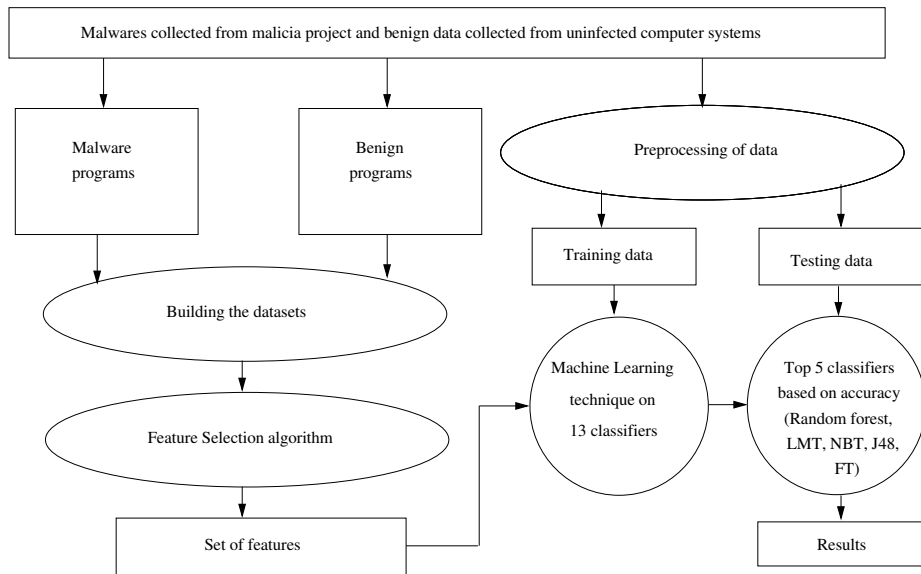 Malwares collected from malicia project and benign data collected from uninfected computer systems
Malware
programs
Benign
programs
Preprocessing of data
Training data
Testing data
Building the datasets
Machine Learning
technique on
13 classifiers
Top 5 classifiers
based on accuracy
(Random forest,
LMT, NBT, J48,
FT)
Feature Selection algorithm
Set of features
Results